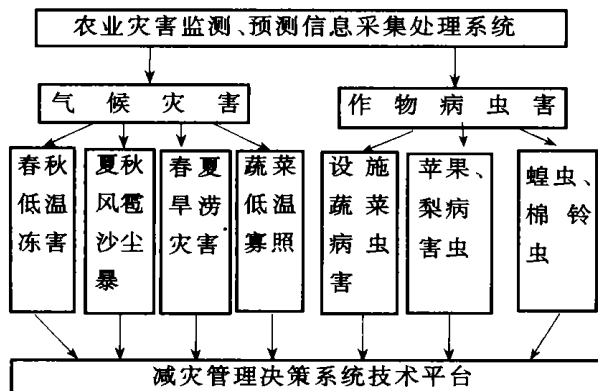 农业灾害监测、预测信息采集处理系统
气候灾害
作物病虫害
春秋
低温
冻害
夏秋
风雹
沙尘
暴
春夏
旱涝
灾害
蔬菜
低温
寡照
设施
蔬菜
病虫
害
苹果、
梨病
害虫
蝗虫、
棉铃
虫
减灾管理决策系统技术平台